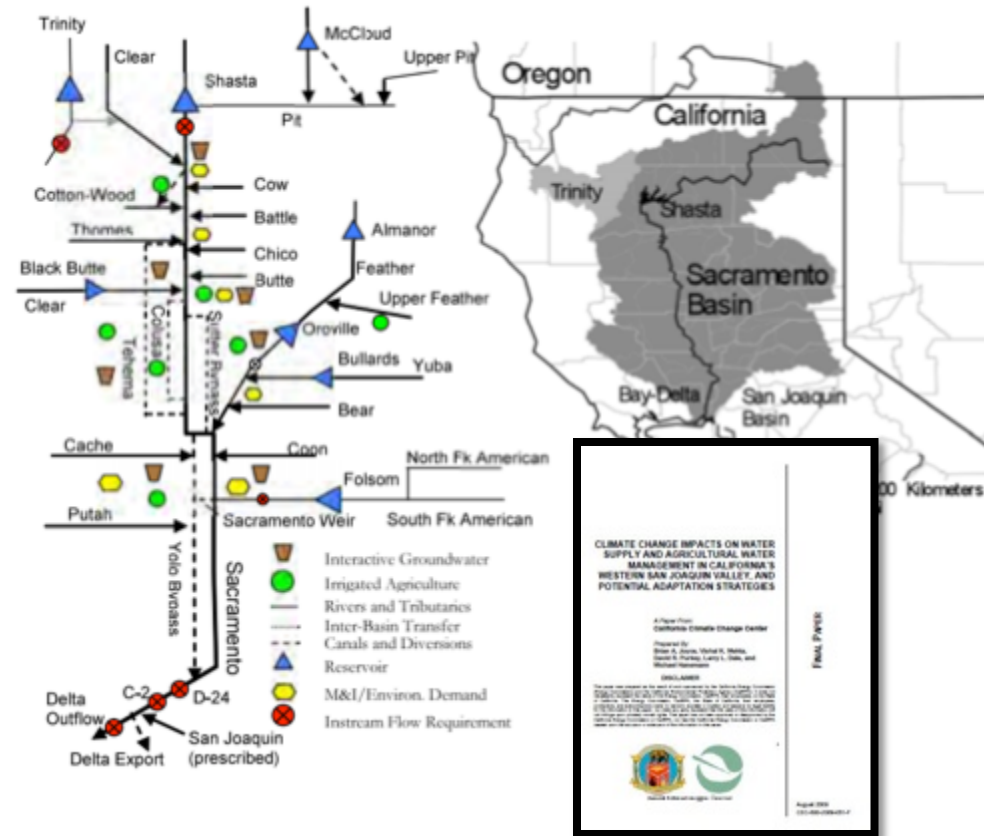 Trinity
Clear
Shasta
McCloud
Upper Pit
Pit
Cotton-Wood
Cow
Battle
Thomes
Chico
Butte
Black Butte
Clear
Almanor
Feather
Upper Feather
Oroville
Colusa
Tehema
Sutter Bypass
Bullards
Yuba
Bear
Cache
Coon
North Fk American
Folsom
South Fk American
Putah
Sacramento Weir
Yolo Bypass
Sacramento
Interactive Groundwater
Irrigated Agriculture
Rivers and Tributaries
Inter-Basin Transfer
Canals and Diversions
Reservoir
M&I/Environ. Demand
Instream Flow Requirement
Delta
Outflow
C-2
D-24
San Joaquin
(prescribed)
Delta Export
Oregon
California
Trinity
Shasta
Sacramento
Basin
Bay-Delta
San Joaquin
Basin
00 Kilometers
CLIMATE CHANGE IMPACTS ON WATER
SUPPLY AND AGRICULTURAL WATER
MANAGEMENT IN CALIFORNIA'S
WESTERN SAN JOAQUIN VALLEY, AND
POTENTIAL ADAPTATION STRATEGIES
A Paper From:
California Climate Change Center
Prepared By:
DISCLAIMER
FINAL PAPER